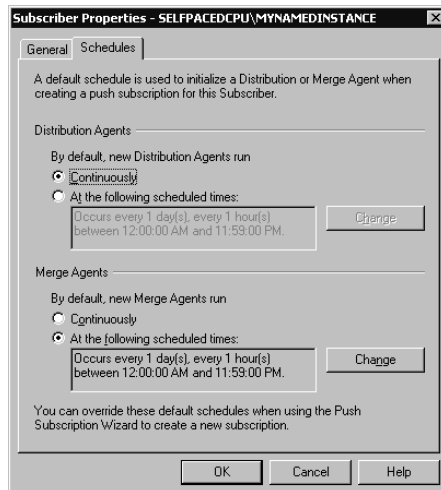 Subscriber Properties - SELFPACEDCPU\MYNAMEDINSTANCE
General
Schedules
A default schedule is used to initialize a Distribution or Merge Agent when
creating a push subscription for this Subscriber.
Distribution Agents
By default, new Distribution Agents run
Continuously
At the following scheduled times:
Occurs every 1 day(s), every 1 hour(s)
between 12:00:00 AM and 11:59:00 PM.
Change
Merge Agents
By default, new Merge Agents run
Continuously
At the following scheduled times:
Occurs every 1 day(s), every 1 hour(s)
between 12:00:00 AM and 11:59:00 PM.
Change
You can override these default schedules when using the Push
Subscription Wizard to create a new subscription.
OK
Cancel
Help